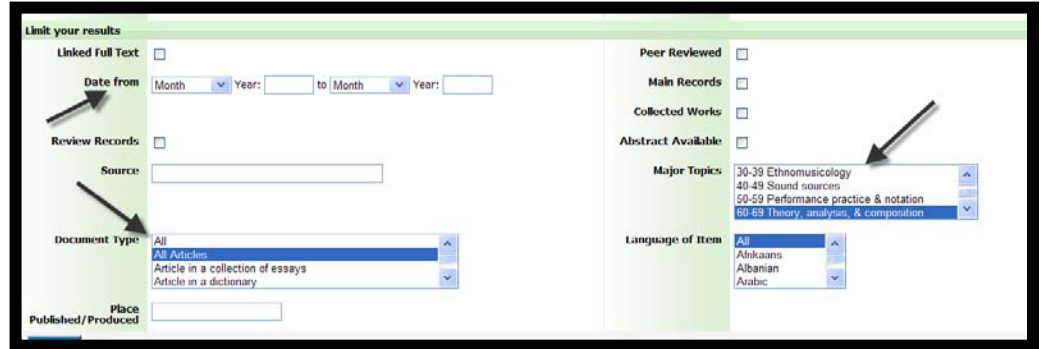 Limit your results
Linked Full Text
Date from Month Year: to Month Year:
Review Records
Source
Document Type All
All Articles
Article in a collection of essays
Article in a dictionary
Place
Published/Produced
Peer Reviewed
Main Records
Collected Works
Abstract Available
Major Topics 30-39 Ethnomusicology
40-49 Sound sources
50-59 Performance practice & notation
60-69 Theory, analysis, & composition
Language of Item All
Afrikaans
Albanian
Arabic